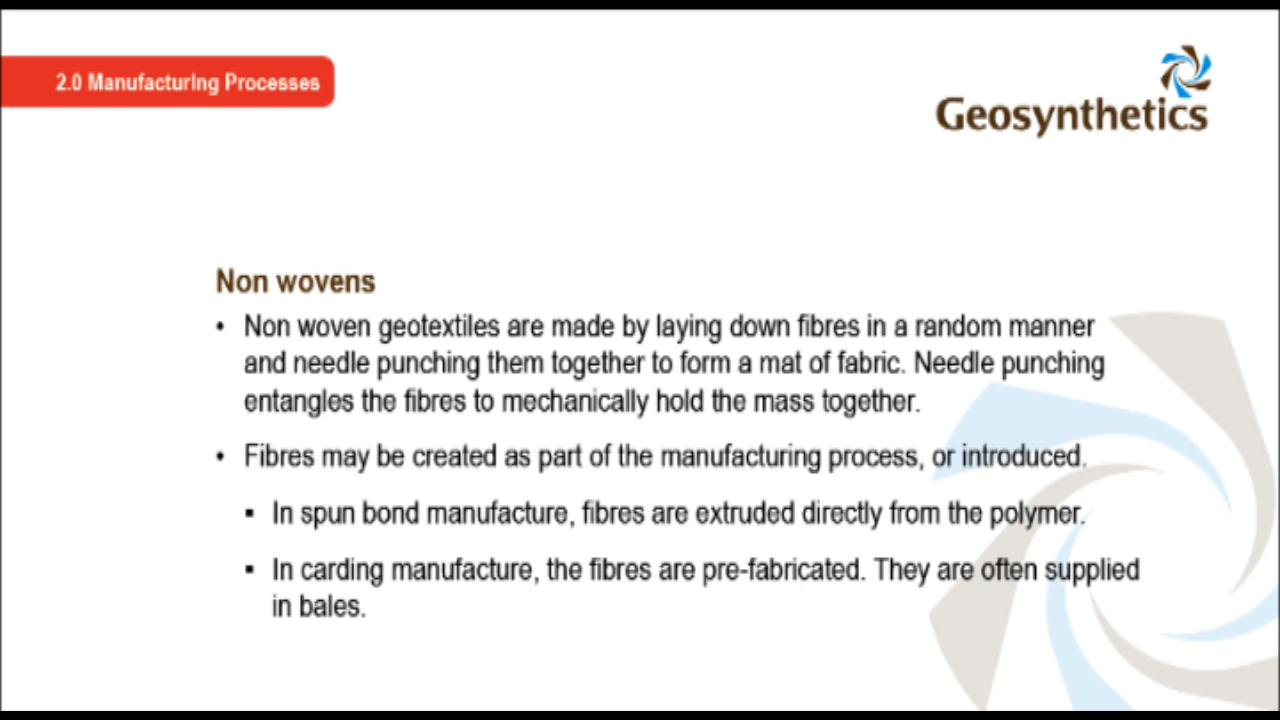 2.0 Manufacturing Processes
Geosynthetics
Non wovens
• Non woven geotextiles are made by laying down fibres in a random manner
and needle punching them together to form a mat of fabric. Needle punching
entangles the fibres to mechanically hold the mass together.
• Fibres may be created as part of the manufacturing process, or introduced.
▪ In spun bond manufacture, fibres are extruded directly from the polymer.
▪ In carding manufacture, the fibres are pre-fabricated. They are often supplied
in bales.